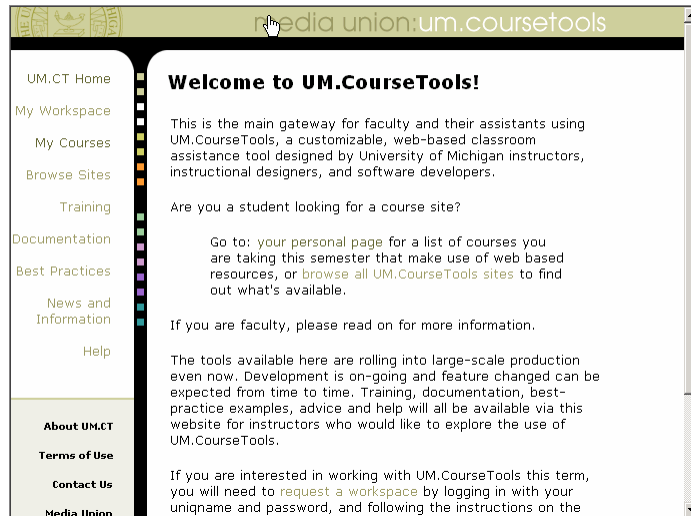 media union:um.coursetools
UM.CT Home
My Workspace
My Courses
Browse Sites
Training
Documentation
Best Practices
News and
Information
Help
About UM.CT
Terms of Use
Contact Us
Media Union
Welcome to UM.CourseTools!
This is the main gateway for faculty and their assistants using
UM.CourseTools, a customizable, web-based classroom
assistance tool designed by University of Michigan instructors,
instructional designers, and software developers.
Are you a student looking for a course site?
Go to: your personal page for a list of courses you
are taking this semester that make use of web based
resources, or browse all UM.CourseTools sites to find
out what's available.
If you are faculty, please read on for more information.
The tools available here are rolling into large-scale production
even now. Development is on-going and feature changed can be
expected from time to time. Training, documentation, best-
practice examples, advice and help will all be available via this
website for instructors who would like to explore the use of
UM.CourseTools.
If you are interested in working with UM.CourseTools this term,
you will need to request a workspace by logging in with your
uniqname and password, and following the instructions on the